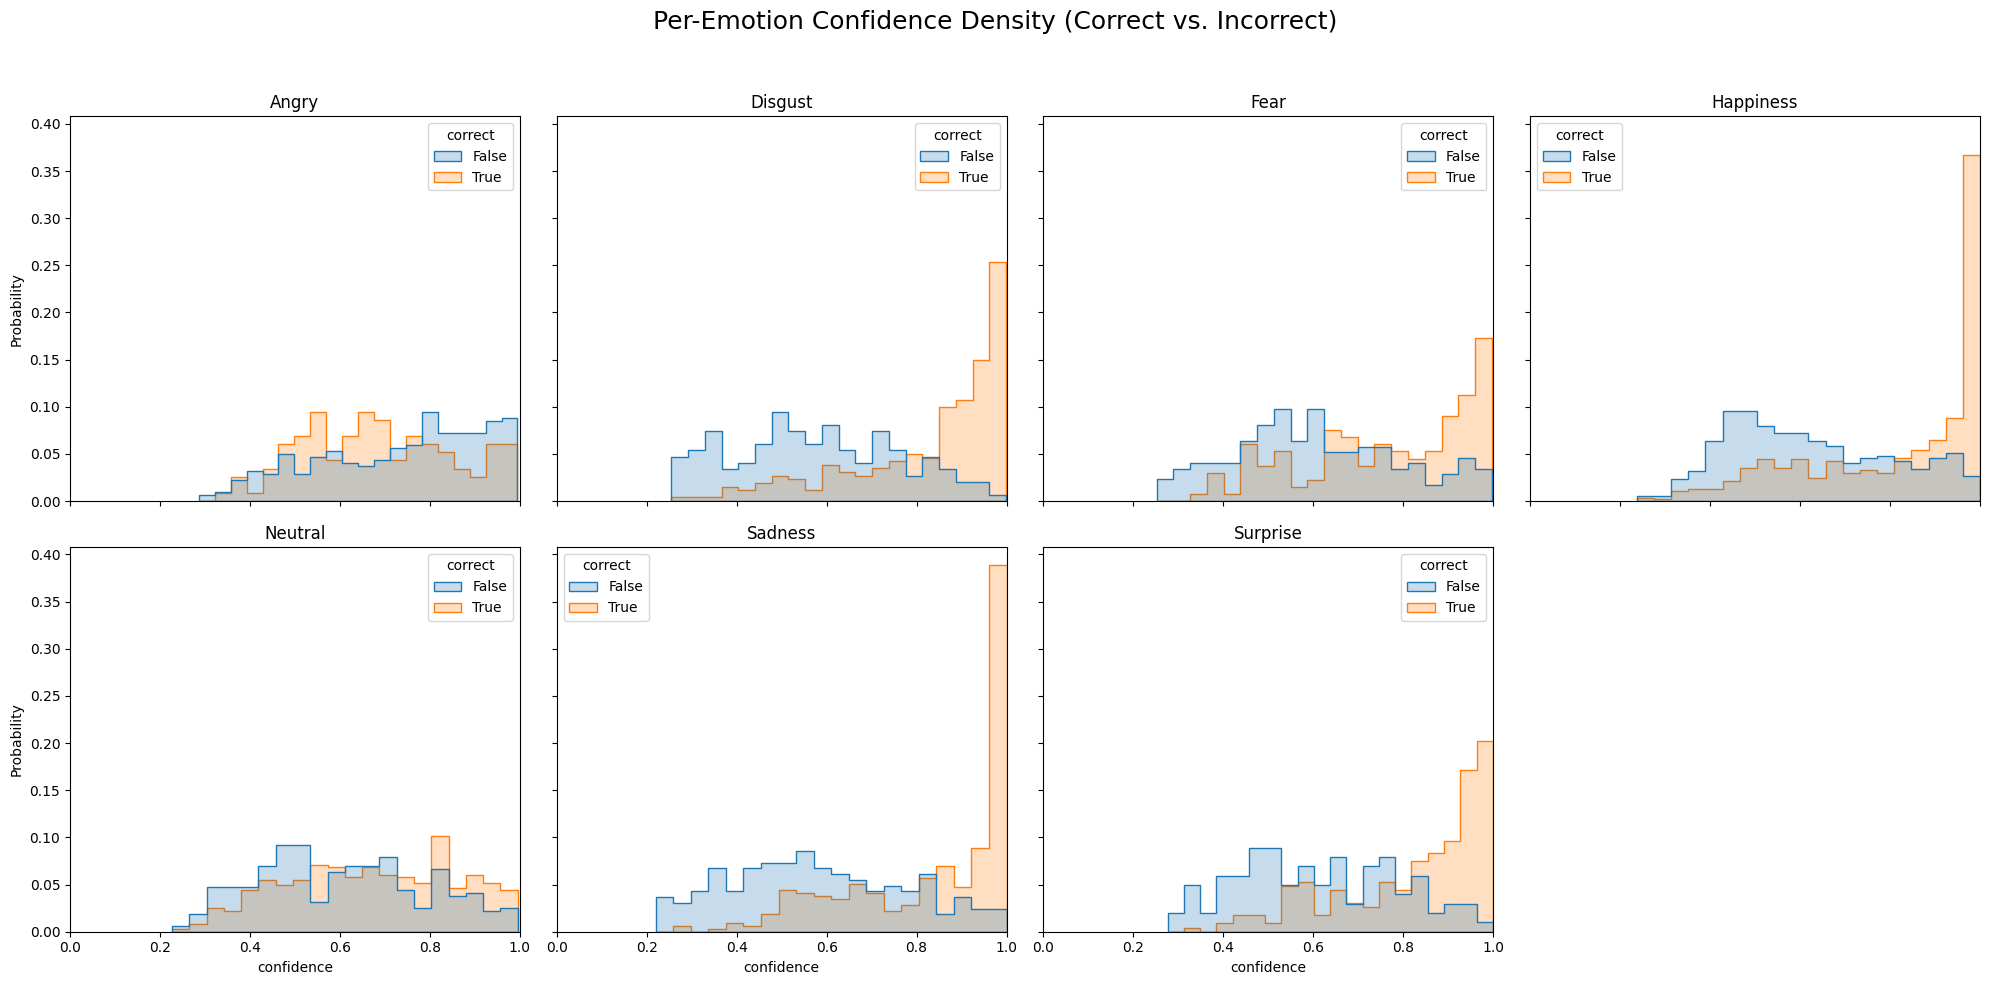 Per-Emotion Confidence Density (Correct vs. Incorrect)
Angry
Disgust
Fear
Happiness
0.40
0.35
0.30
0.25
0.20
0.15
0.10
0.05
0.00
Probability
correct
False
True
correct
False
True
correct
False
True
correct
False
True
Neutral
Sadness
Surprise
0.40
0.35
0.30
0.25
0.20
0.15
0.10
0.05
0.00
Probability
correct
False
True
correct
False
True
correct
False
True
0.0 0.2 0.4 0.6 0.8 1.0
0.0 0.2 0.4 0.6 0.8 1.0
0.0 0.2 0.4 0.6 0.8 1.0
confidence
confidence
confidence